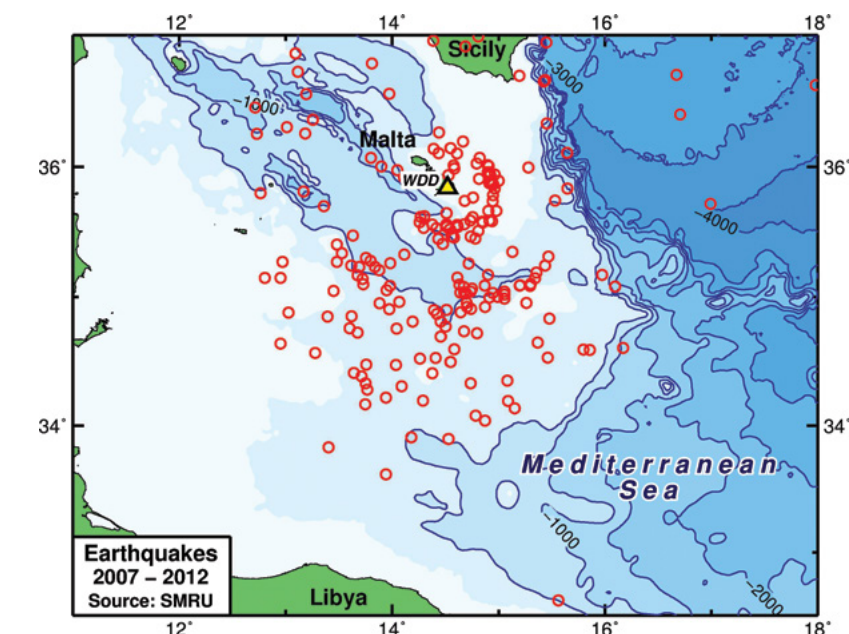 12° 14° 16° 18°
Sicily
-3000
-1000
Malta
36° 36°
WDD
-4000
34° 34°
Mediterranean
Sea
-1000
Earthquakes
2007 – 2012
Source: SMRU
Libya
-2000
12° 14° 16° 18°